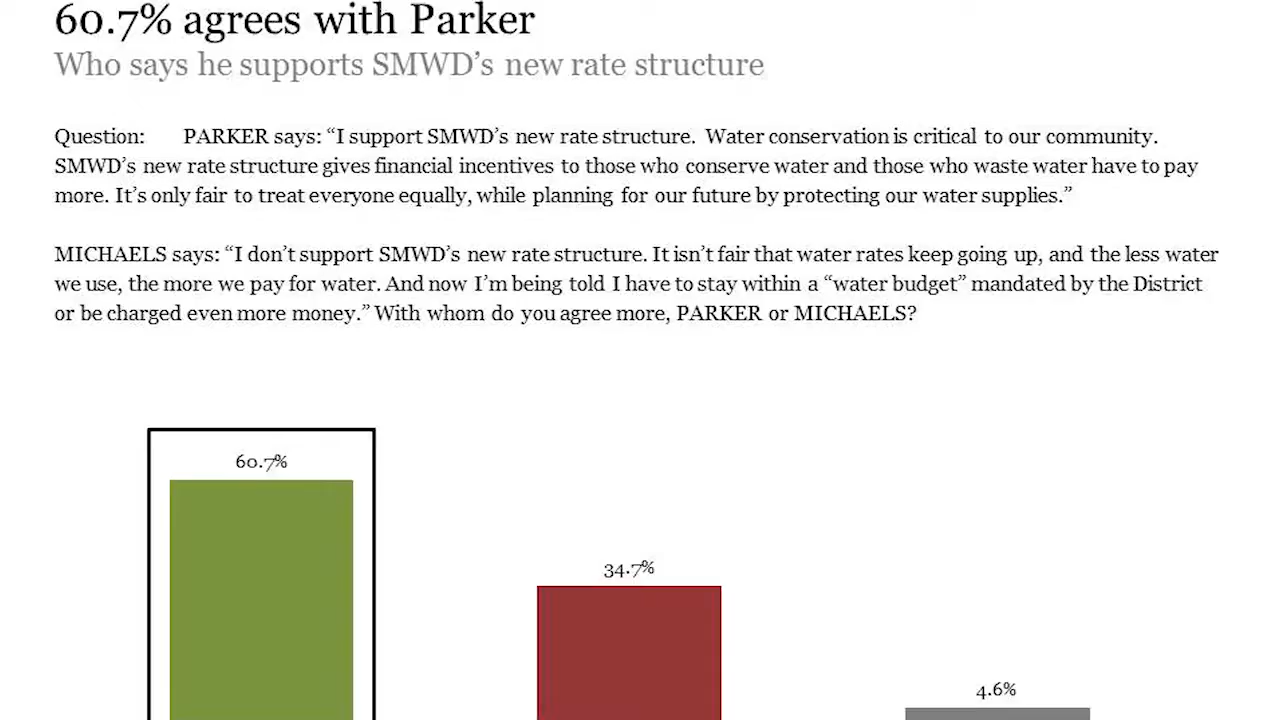 60.7% agrees with Parker
Who says he supports SMWD’s new rate structure
Question: PARKER says: “I support SMWD’s new rate structure. Water conservation is critical to our community.
SMWD’s new rate structure gives financial incentives to those who conserve water and those who waste water have to pay
more. It’s only fair to treat everyone equally, while planning for our future by protecting our water supplies.”
MICHAELS says: “I don’t support SMWD’s new rate structure. It isn’t fair that water rates keep going up, and the less water
we use, the more we pay for water. And now I’m being told I have to stay within a “water budget” mandated by the District
or be charged even more money.” With whom do you agree more, PARKER or MICHAELS?
60.7%
34.7%
4.6%